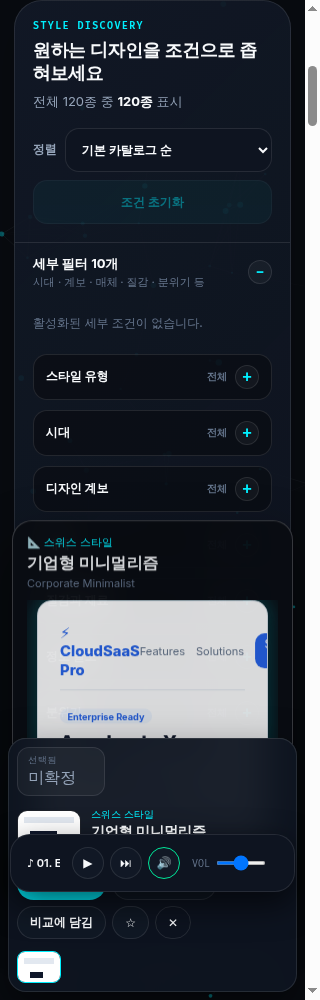 STYLE DISCOVERY
원하는 디자인을 조건으로 좁
혀보세요
전체 120종 중 120종 표시
정렬
기본 카탈로그 순
조건 초기화
세부 필터 10개
시대 · 계보 · 매체 · 질감 · 분위기 등
활성화된 세부 조건이 없습니다.
스타일 유형 전체 +
시대 전체 +
디자인 계보 전체 +
📐 스위스 스타일
기업형 미니멀리즘
Corporate Minimalist
⚡
CloudSaaS Features Solutions
Pro
Enterprise Ready
선택됨
미확정
스위스 스타일
기업형 미니멀리즘
♪ 01. E ▶ ⏭ 🔊 VOL
비교에 담김 ☆ ✕